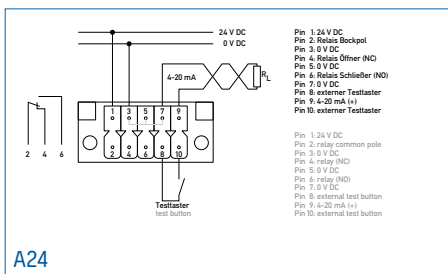 24 V DC
0 V DC
4-20 mA
RL
1 3 5 7 9
2 4 6 8 10
2 4 6
Testtaster
test button
Pin 1: 24 V DC
Pin 2: Relais Bockpol
Pin 3: 0 V DC
Pin 4: Relais Öffner (NC)
Pin 5: 0 V DC
Pin 6: Relais Schließer (NO)
Pin 7: 0 V DC
Pin 8: externer Testtaster
Pin 9: 4-20 mA (+)
Pin 10: externer Testtaster
Pin 1: 24 V DC
Pin 2: relay common pole
Pin 3: 0 V DC
Pin 4: relay (NC)
Pin 5: 0 V DC
Pin 6: relay (NO)
Pin 7: 0 V DC
Pin 8: external test button
Pin 9: 4-20 mA (+)
Pin 10: external test button
A24